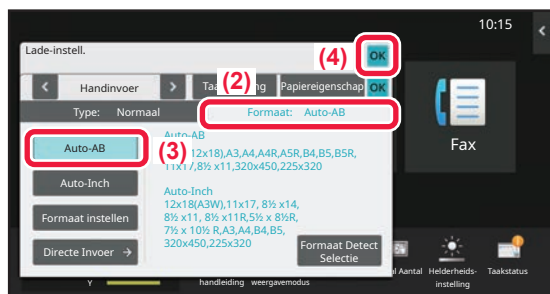 10:15
Lade-instell.
(4)
OK
Handinvoer
(2)
Papiereigenschap
OK
Type: Normaal
Formaat: Auto-AB
Auto-AB
(3)
Auto-AB
12x18),A3,A4,A4R,A5R,B4,B5,B5R,
11x17,8½ x11,320x450,225x320
Auto-Inch
Auto-Inch
12x18(A3W),11x17, 8½ x14,
8½ x11, 8½ x11R,5½ x 8½R,
7½ x 10½ R,A3,A4,B4,B5,
320x450,225x320
Formaat instellen
Directe Invoer →
Formaat Detect
Selectie
Fax
Y
handleiding weergavemodus
Aantal
Helderheids-
instelling
Taakstatus